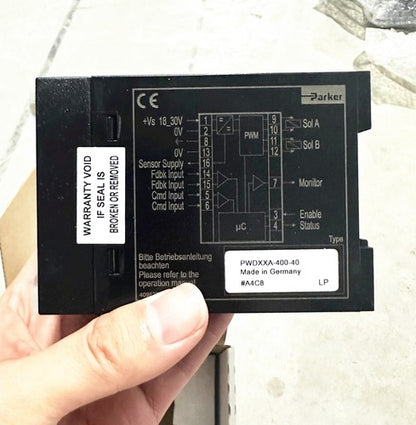 CE
Parker
+Vs 18_30V 1
0V 2
8
0V 13
Sensor Supply 16
Fdbk Input 14
Fdbk Input 15
Cmd Input 5
Cmd Input 6
PWM
µC
9 Sol A
10
11 Sol B
12
7 Monitor
3 Enable
4 Status
WARRANTY VOID
IF SEAL IS
BROKEN OR REMOVED
Bitte Betriebsanleitung
beachten
Please refer to the
operation manual
Type
PWDXXA-400-40
Made in Germany
#A4C8 LP